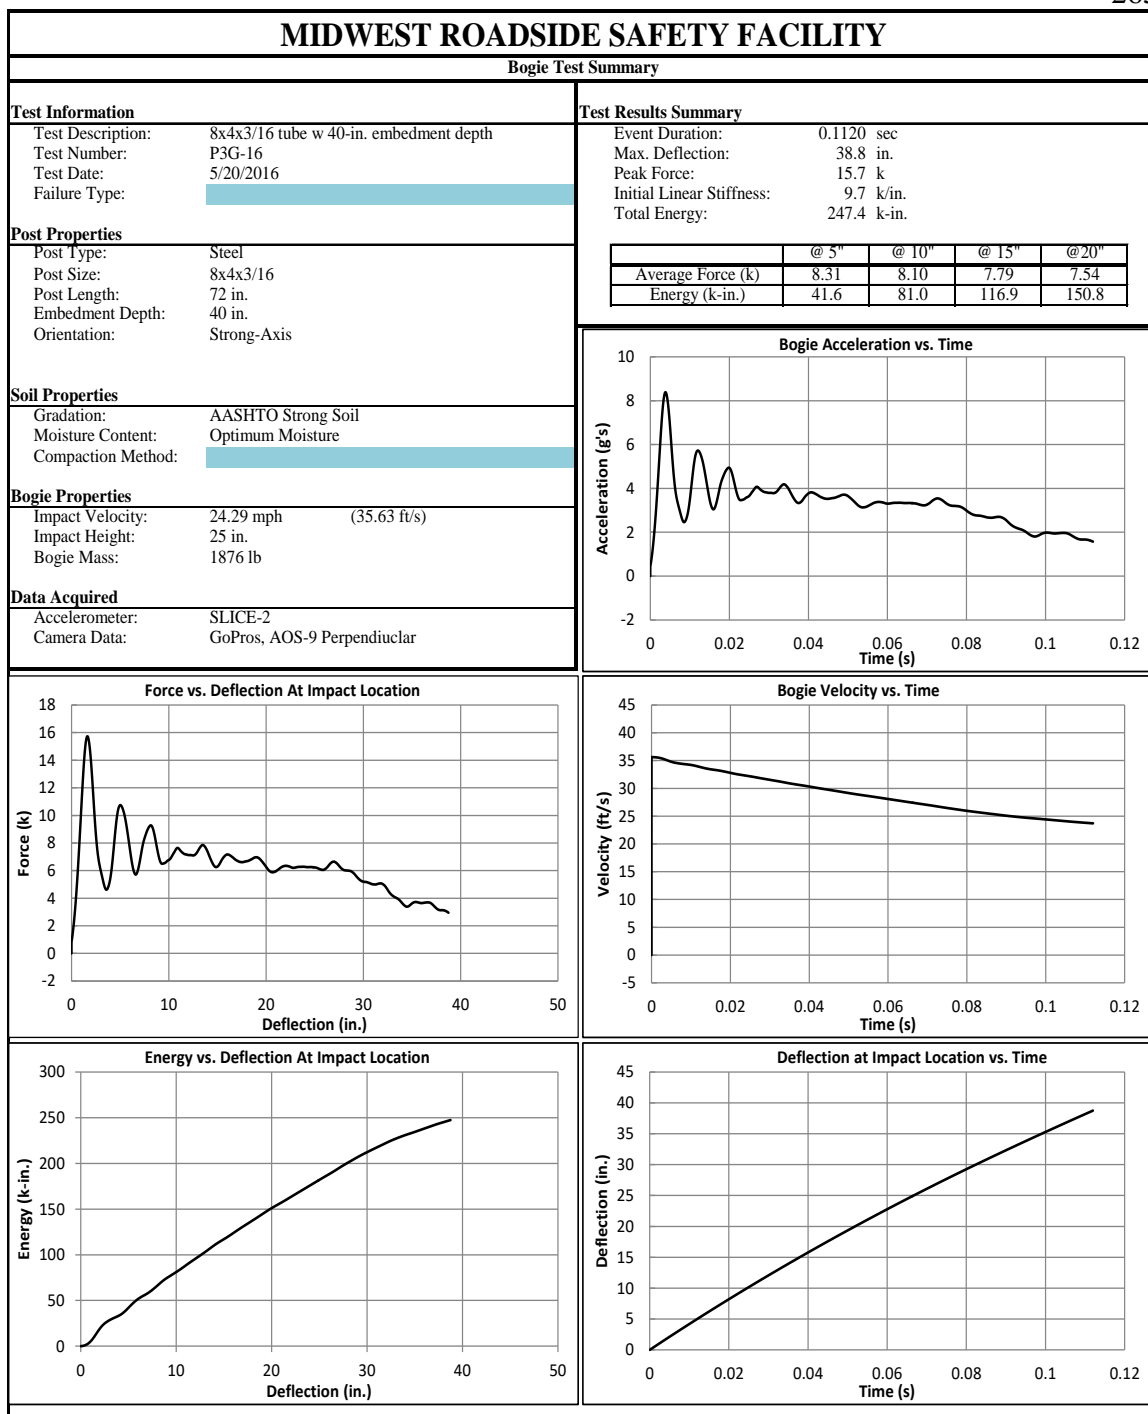 MIDWEST ROADSIDE SAFETY FACILITY
Bogie Test Summary
Test Information
Test Description: 8x4x3/16 tube w 40-in. embedment depth
Test Number: P3G-16
Test Date: 5/20/2016
Failure Type:
Post Properties
Post Type: Steel
Post Size: 8x4x3/16
Post Length: 72 in.
Embedment Depth: 40 in.
Orientation: Strong-Axis
Soil Properties
Gradation: AASHTO Strong Soil
Moisture Content: Optimum Moisture
Compaction Method:
Bogie Properties
Impact Velocity: 24.29 mph (35.63 ft/s)
Impact Height: 25 in.
Bogie Mass: 1876 lb
Data Acquired
Accelerometer: SLICE-2
Camera Data: GoPros, AOS-9 Perpendiuclar
Test Results Summary
Event Duration: 0.1120 sec
Max. Deflection: 38.8 in.
Peak Force: 15.7 k
Initial Linear Stiffness: 9.7 k/in.
Total Energy: 247.4 k-in.
@ 5" @ 10" @ 15" @20"
Average Force (k) 8.31 8.10 7.79 7.54
Energy (k-in.) 41.6 81.0 116.9 150.8
Bogie Acceleration vs. Time
10
8
6
4
2
0
-2
Acceleration (g's)
0 0.02 0.04 0.06 0.08 0.1 0.12
Time (s)
Force vs. Deflection At Impact Location
18
16
14
12
10
8
6
4
2
0
-2
Force (k)
0 10 20 30 40 50
Deflection (in.)
Bogie Velocity vs. Time
45
40
35
30
25
20
15
10
5
0
-5
Velocity (ft/s)
0 0.02 0.04 0.06 0.08 0.1 0.12
Time (s)
Energy vs. Deflection At Impact Location
300
250
200
150
100
50
0
Energy (k-in.)
0 10 20 30 40 50
Deflection (in.)
Deflection at Impact Location vs. Time
45
40
35
30
25
20
15
10
5
0
Deflection (in.)
0 0.02 0.04 0.06 0.08 0.1 0.12
Time (s)